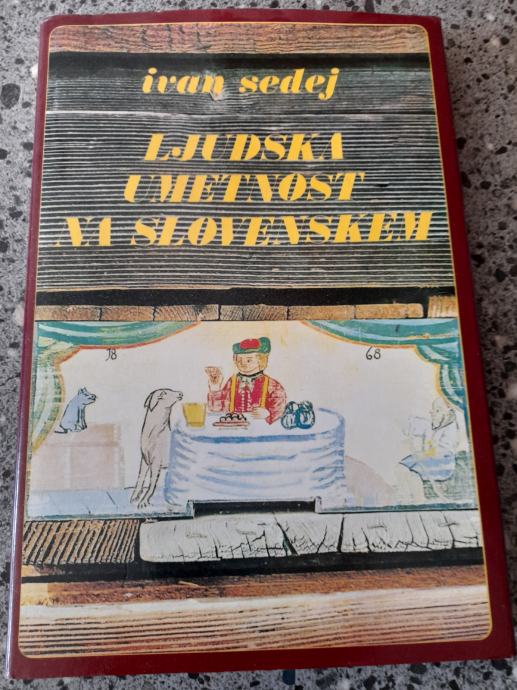 ivan sedej
LJUDSKA
UMETNOST
NA SLOVENSKEM
18 68